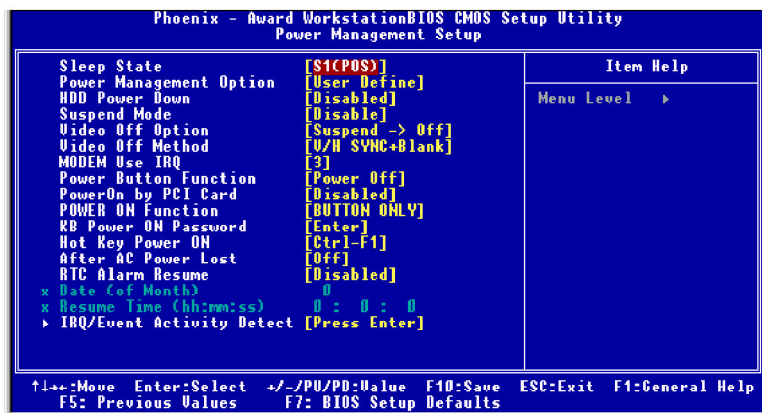 Phoenix - Award WorkstationBIOS CMOS Setup Utility
Power Management Setup
Sleep State [S1(POS)]
Power Management Option [User Define]
HDD Power Down [Disabled]
Suspend Mode [Disable]
Video Off Option [Suspend -> Off]
Video Off Method [V/H SYNC+Blank]
MODEM Use IRQ [3]
Power Button Function [Power Off]
PowerOn by PCI Card [Disabled]
POWER ON Function [BUTTON ONLY]
KB Power ON Password [Enter]
Hot Key Power ON [Ctrl-F1]
After AC Power Lost [Off]
RTC Alarm Resume [Disabled]
x Date (of Month) 0
x Resume Time (hh:mm:ss) 0 : 0 : 0
▸ IRQ/Event Activity Detect [Press Enter]
Item Help
Menu Level ▸
↑↓→←:Move Enter:Select +/-/PU/PD:Value F10:Save ESC:Exit F1:General Help
F5: Previous Values F7: BIOS Setup Defaults